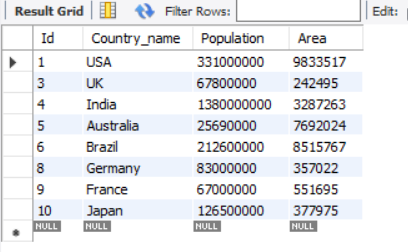 Result Grid Filter Rows: Edit:
Id Country_name Population Area
1 USA 331000000 9833517
3 UK 67800000 242495
4 India 1380000000 3287263
5 Australia 25690000 7692024
6 Brazil 212600000 8515767
8 Germany 83000000 357022
9 France 67000000 551695
10 Japan 126500000 377975
NULL NULL NULL NULL